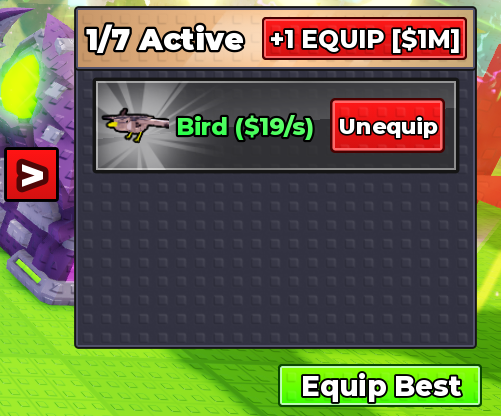 1/7 Active
+1 EQUIP [$1M]
Bird ($19/s)
Unequip
>
Equip Best